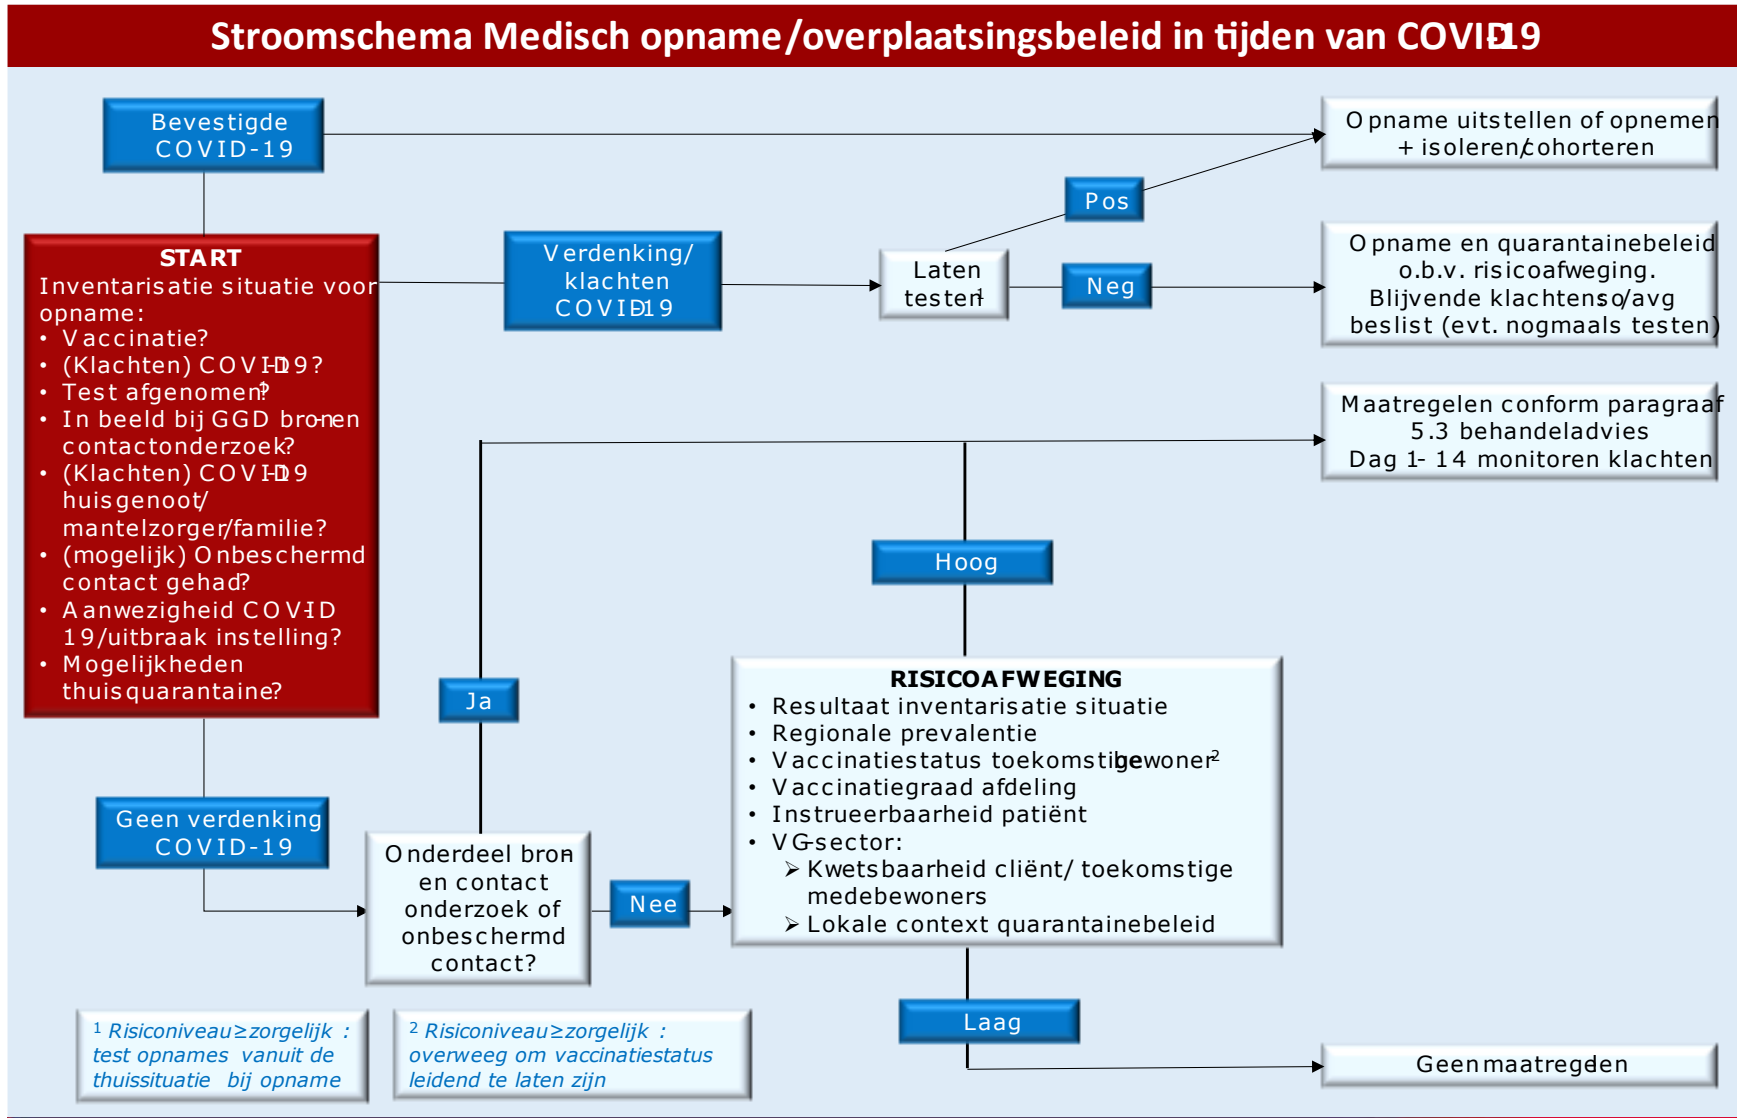 Stroomschema Medisch opname/overplaatsingsbeleid in tijden van COVID-19
Bevestigde
COVID-19
Opname uitstellen of opnemen
+ isoleren/cohorteren
Pos
START
Inventarisatie situatie voor
opname:
• Vaccinatie?
• (Klachten) COVID-19?
• Test afgenomen?¹
• In beeld bij GGD bron-en
contactonderzoek?
• (Klachten) COVID-19
huisgenoot/
mantelzorger/familie?
• (mogelijk) Onbeschermd
contact gehad?
• Aanwezigheid COVID-
19/uitbraak instelling?
• Mogelijkheden
thuisquarantaine?
Verdenking/
klachten
COVID-19
Laten
testen¹
Neg
Opname en quarantainebeleid
o.b.v. risicoafweging.
Blijvende klachten: so/avg
beslist (evt. nogmaals testen)
Maatregelen conform paragraaf
5.3 behandeladvies
Dag 1- 14 monitoren klachten
Hoog
Ja
RISICOAFWEGING
• Resultaat inventarisatie situatie
• Regionale prevalentie
• Vaccinatiestatus toekomstige bewoner²
• Vaccinatiegraad afdeling
• Instrueerbaarheid patiënt
• VG-sector:
➢ Kwetsbaarheid cliënt/ toekomstige
medebewoners
➢ Lokale context quarantainebeleid
Geen verdenking
COVID-19
Onderdeel bron-
en contact
onderzoek of
onbeschermd
contact?
Nee
Laag
Geen maatregelen
¹ Risiconiveau ≥ zorgelijk :
test opnames vanuit de
thuissituatie bij opname
² Risiconiveau ≥ zorgelijk :
overweeg om vaccinatiestatus
leidend te laten zijn